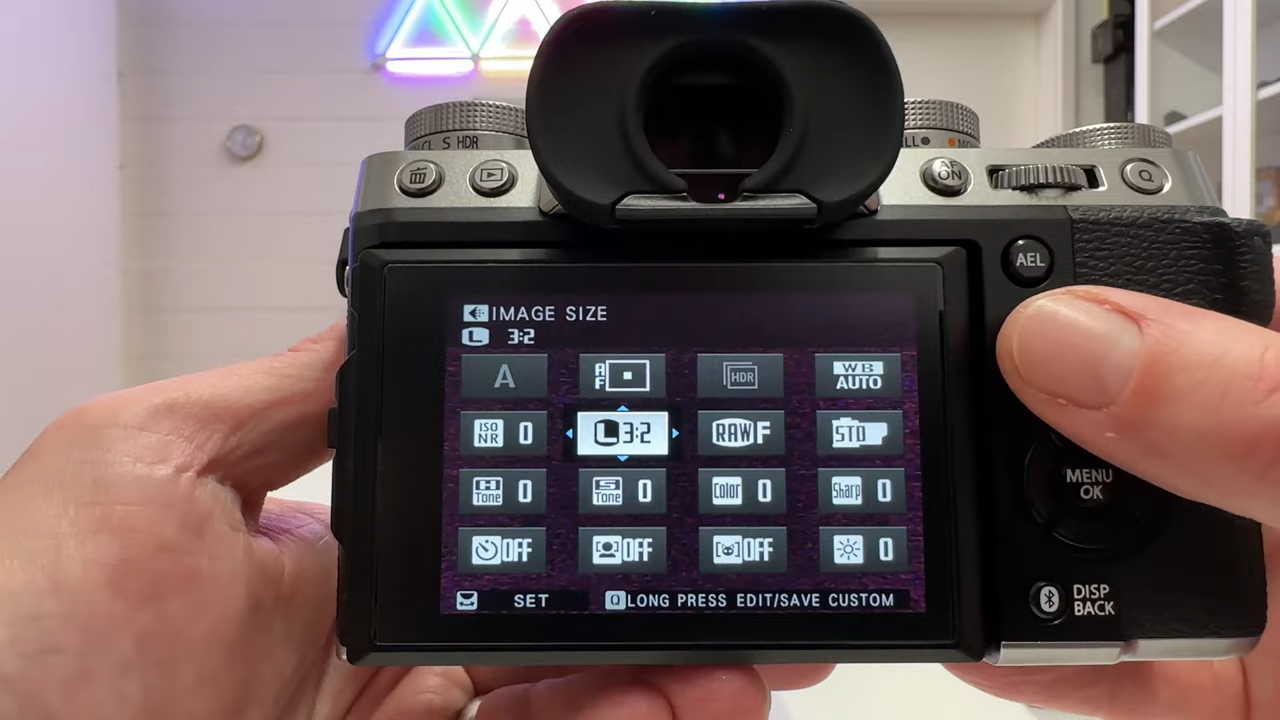 CL S HDR
AF
ON
Q
AEL
IMAGE SIZE
L 3:2
A
AF
HDR
WB
AUTO
ISO
NR 0
L 3:2
RAW F
STD
H
Tone 0
S
Tone 0
Color 0
Sharp 0
OFF
OFF
OFF
0
SET
Q LONG PRESS EDIT/SAVE CUSTOM
MENU
OK
DISP
BACK